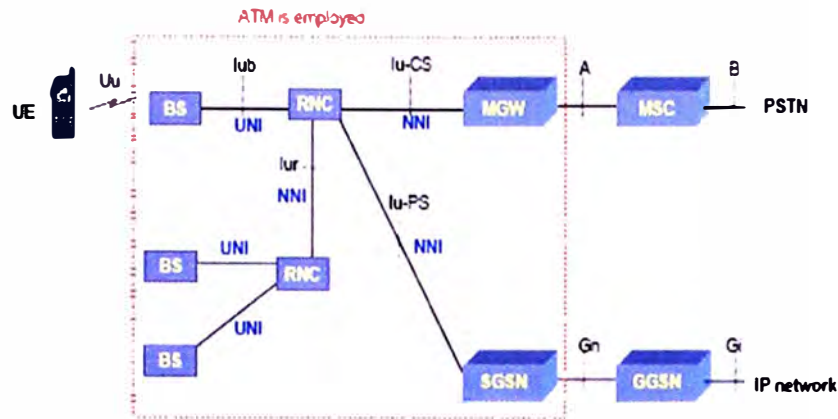 ATM is employed
Uu
Iub
Iu-CS
A
B
UE
BS
RNC
MGW
MSC
PSTN
UNI
NNI
Iur
NNI
Iu-PS
NNI
UNI
BS
RNC
UNI
BS
SGSN
Gn
GGSN
Gi
IP network